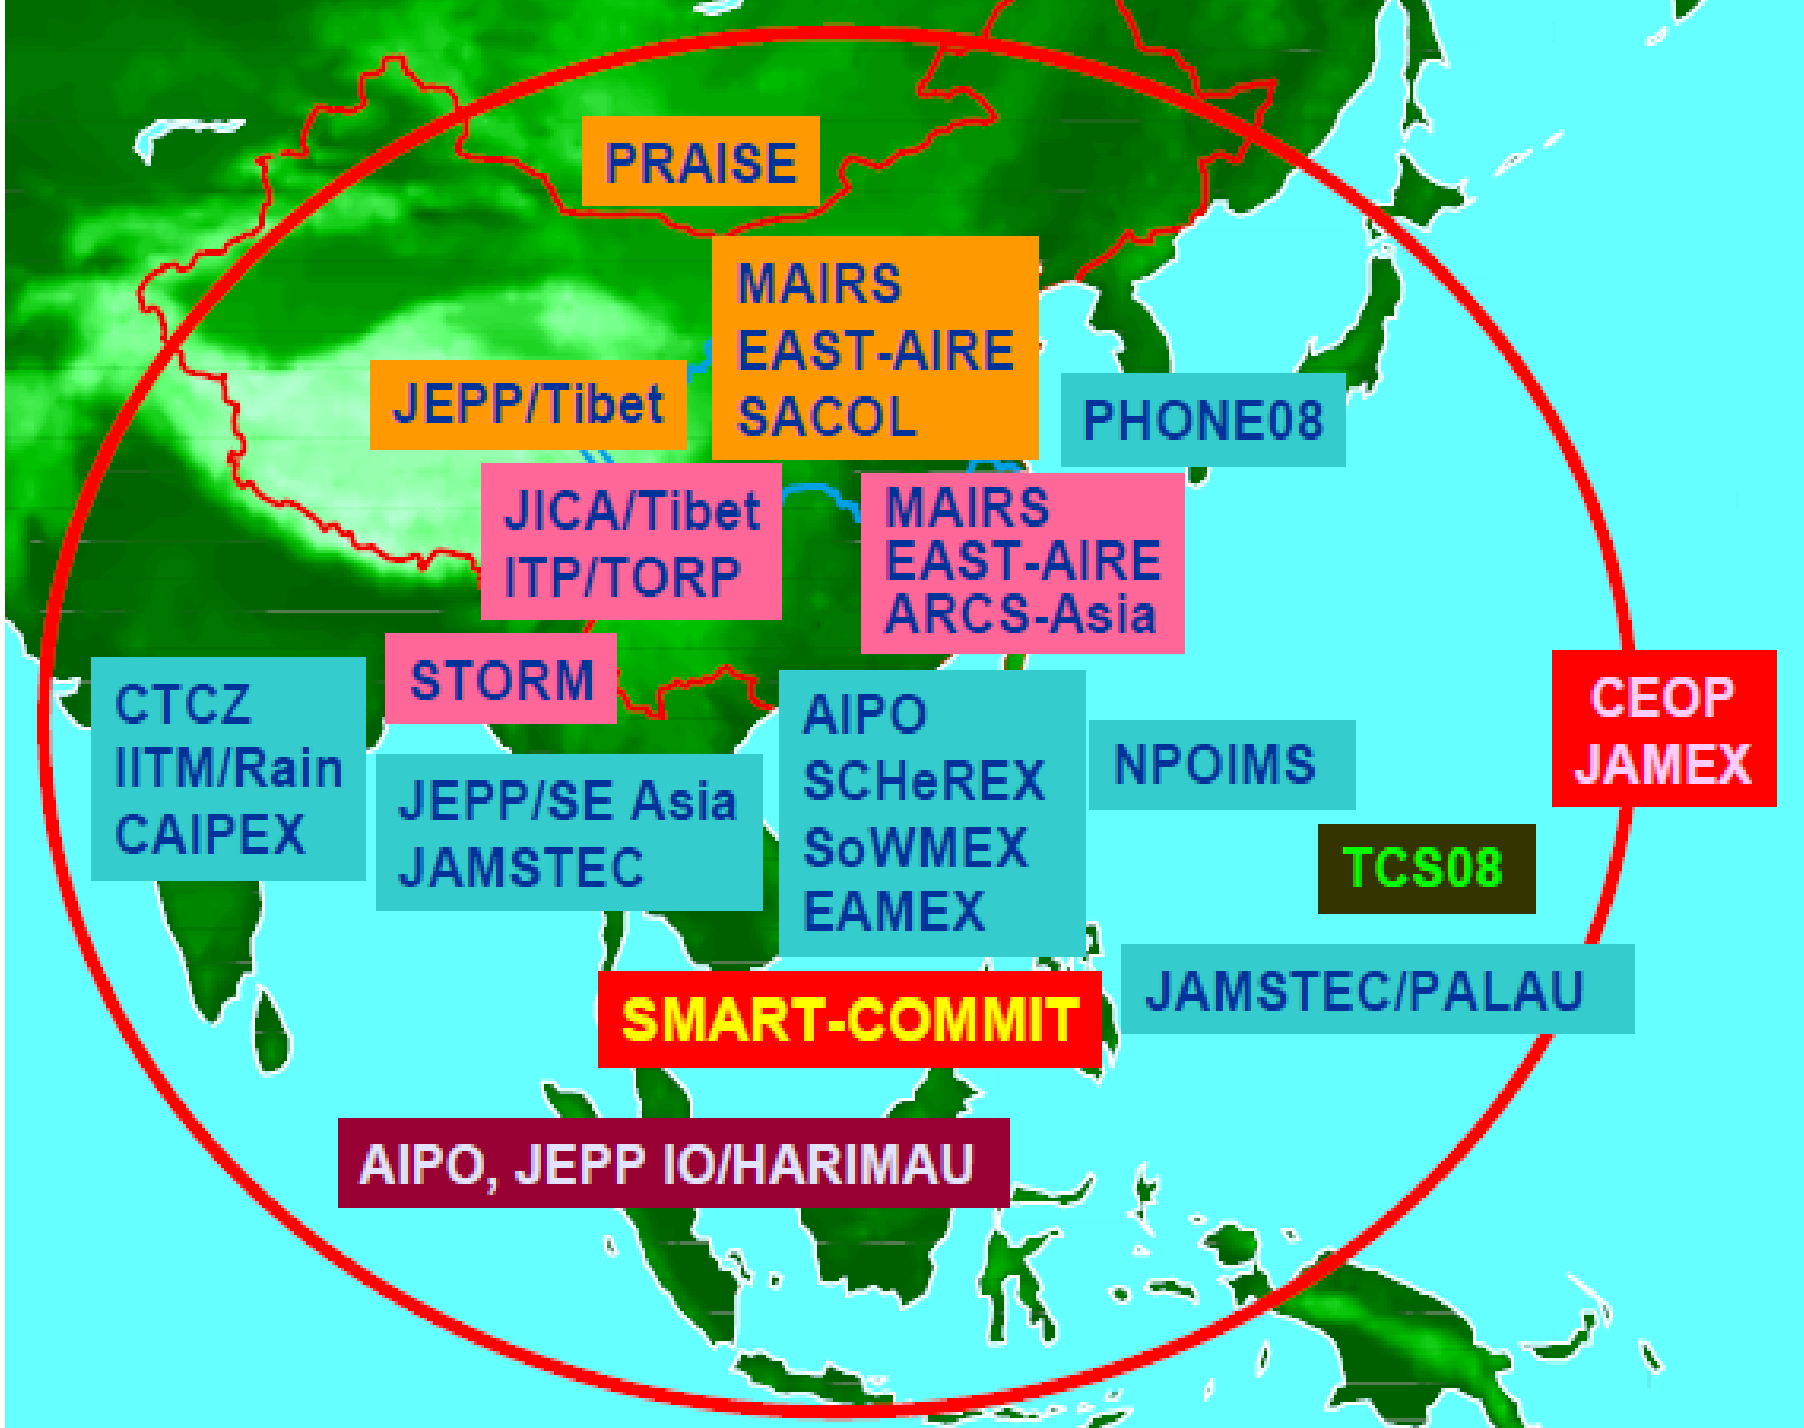 PRAISE
MAIRS
EAST-AIRE
SACOL
JEPP/Tibet
PHONE08
JICA/Tibet
ITP/TORP
MAIRS
EAST-AIRE
ARCS-Asia
STORM
CTCZ
IITM/Rain
CAIPEX
JEPP/SE Asia
JAMSTEC
AIPO
SCHeREX
SoWMEX
EAMEX
NPOIMS
CEOP
JAMEX
TCS08
JAMSTEC/PALAU
SMART-COMMIT
AIPO, JEPP IO/HARIMAU